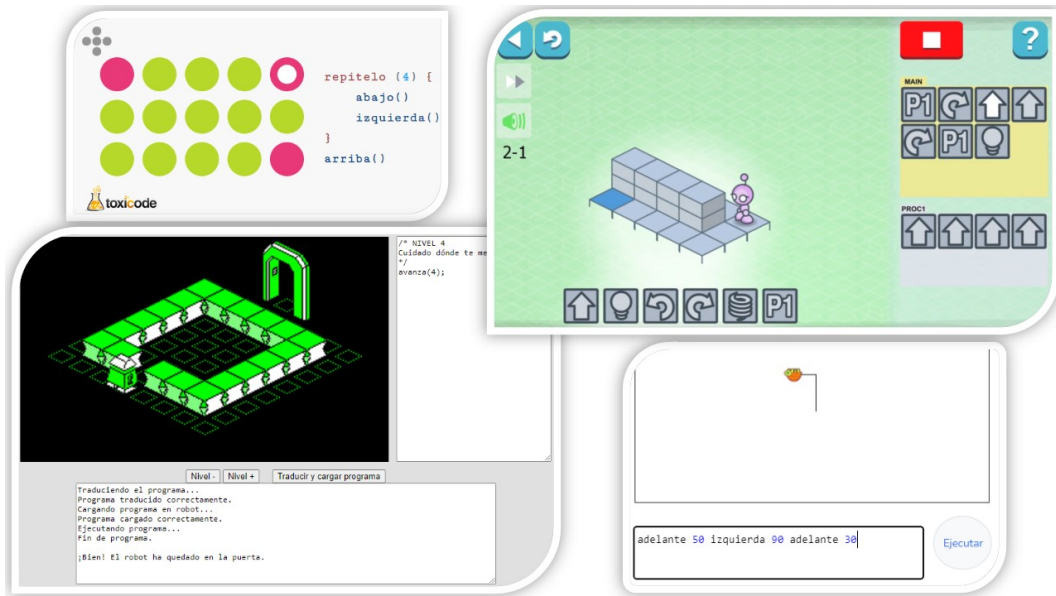 repitelo (4) {
abajo()
izquierda()
}
arriba()
toxicode
2-1
?
MAIN
P1
P1
PROC1
P1
/* NIVEL 4
Cuidado dónde te me
*/
avanza(4);
Nivel - Nivel + Traducir y cargar programa
Traduciendo el programa...
Programa traducido correctamente.
Cargando programa en robot...
Programa cargado correctamente.
Ejecutando programa...
Fin de programa.
¡Bien! El robot ha quedado en la puerta.
adelante 50 izquierda 90 adelante 30
Ejecutar